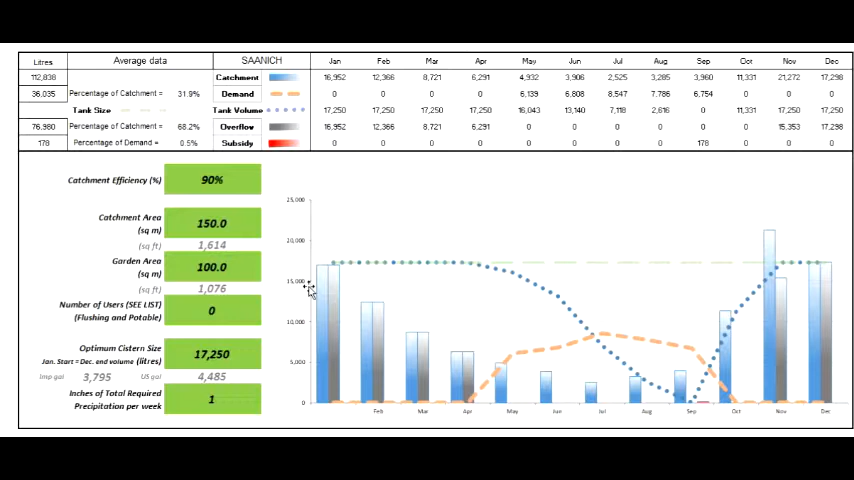 Litres Average data SAANICH Jan Feb Mar Apr May Jun Jul Aug Sep Oct Nov Dec
112,838 Catchment 16,952 12,366 8,721 6,291 4,932 3,906 2,525 3,285 3,960 11,331 21,272 17,298
36,035 Percentage of Catchment = 31.9% Demand 0 0 0 0 6,139 6,808 8,547 7,786 6,754 0 0 0
Tank Size Tank Volume 17,250 17,250 17,250 17,250 16,043 13,140 7,118 2,616 0 11,331 17,250 17,250
76,980 Percentage of Catchment = 68.2% Overflow 16,952 12,366 8,721 6,291 0 0 0 0 0 0 15,353 17,298
178 Percentage of Demand = 0.5% Subsidy 0 0 0 0 0 0 0 0 178 0 0 0
Catchment Efficiency (%) 90%
Catchment Area
(sq m) 150.0
(sq ft) 1,614
Garden Area
(sq m) 100.0
(sq ft) 1,076
Number of Users (SEE LIST)
(Flushing and Potable) 0
Optimum Cistern Size
Jan. Start = Dec. end volume (litres) 17,250
Imp gal 3,795 US gal 4,485
Inches of Total Required
Precipitation per week 1
25,000
20,000
15,000
10,000
5,000
0
Feb Mar Apr May Jun Jul Aug Sep Oct Nov Dec